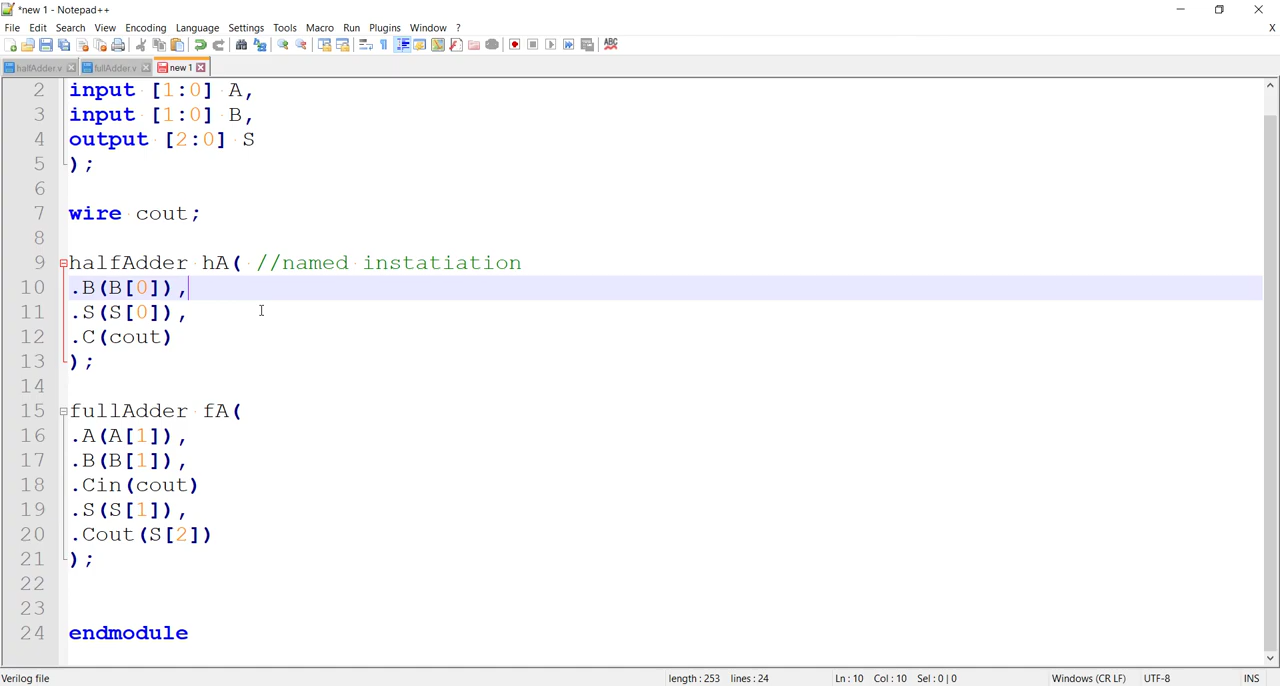 *new 1 - Notepad++
File Edit Search View Encoding Language Settings Tools Macro Run Plugins Window ? X
halfAdder.v fullAdder.v new 1
2 input [1:0] A,
3 input [1:0] B,
4 output [2:0] S
5 );
6
7 wire cout;
8
9 halfAdder hA( //named instatiation
10 .B(B[0]),
11 .S(S[0]),
12 .C(cout)
13 );
14
15 fullAdder fA(
16 .A(A[1]),
17 .B(B[1]),
18 .Cin(cout)
19 .S(S[1]),
20 .Cout(S[2])
21 );
22
23
24 endmodule
Verilog file length : 253 lines : 24 Ln : 10 Col : 10 Sel : 0 | 0 Windows (CR LF) UTF-8 INS